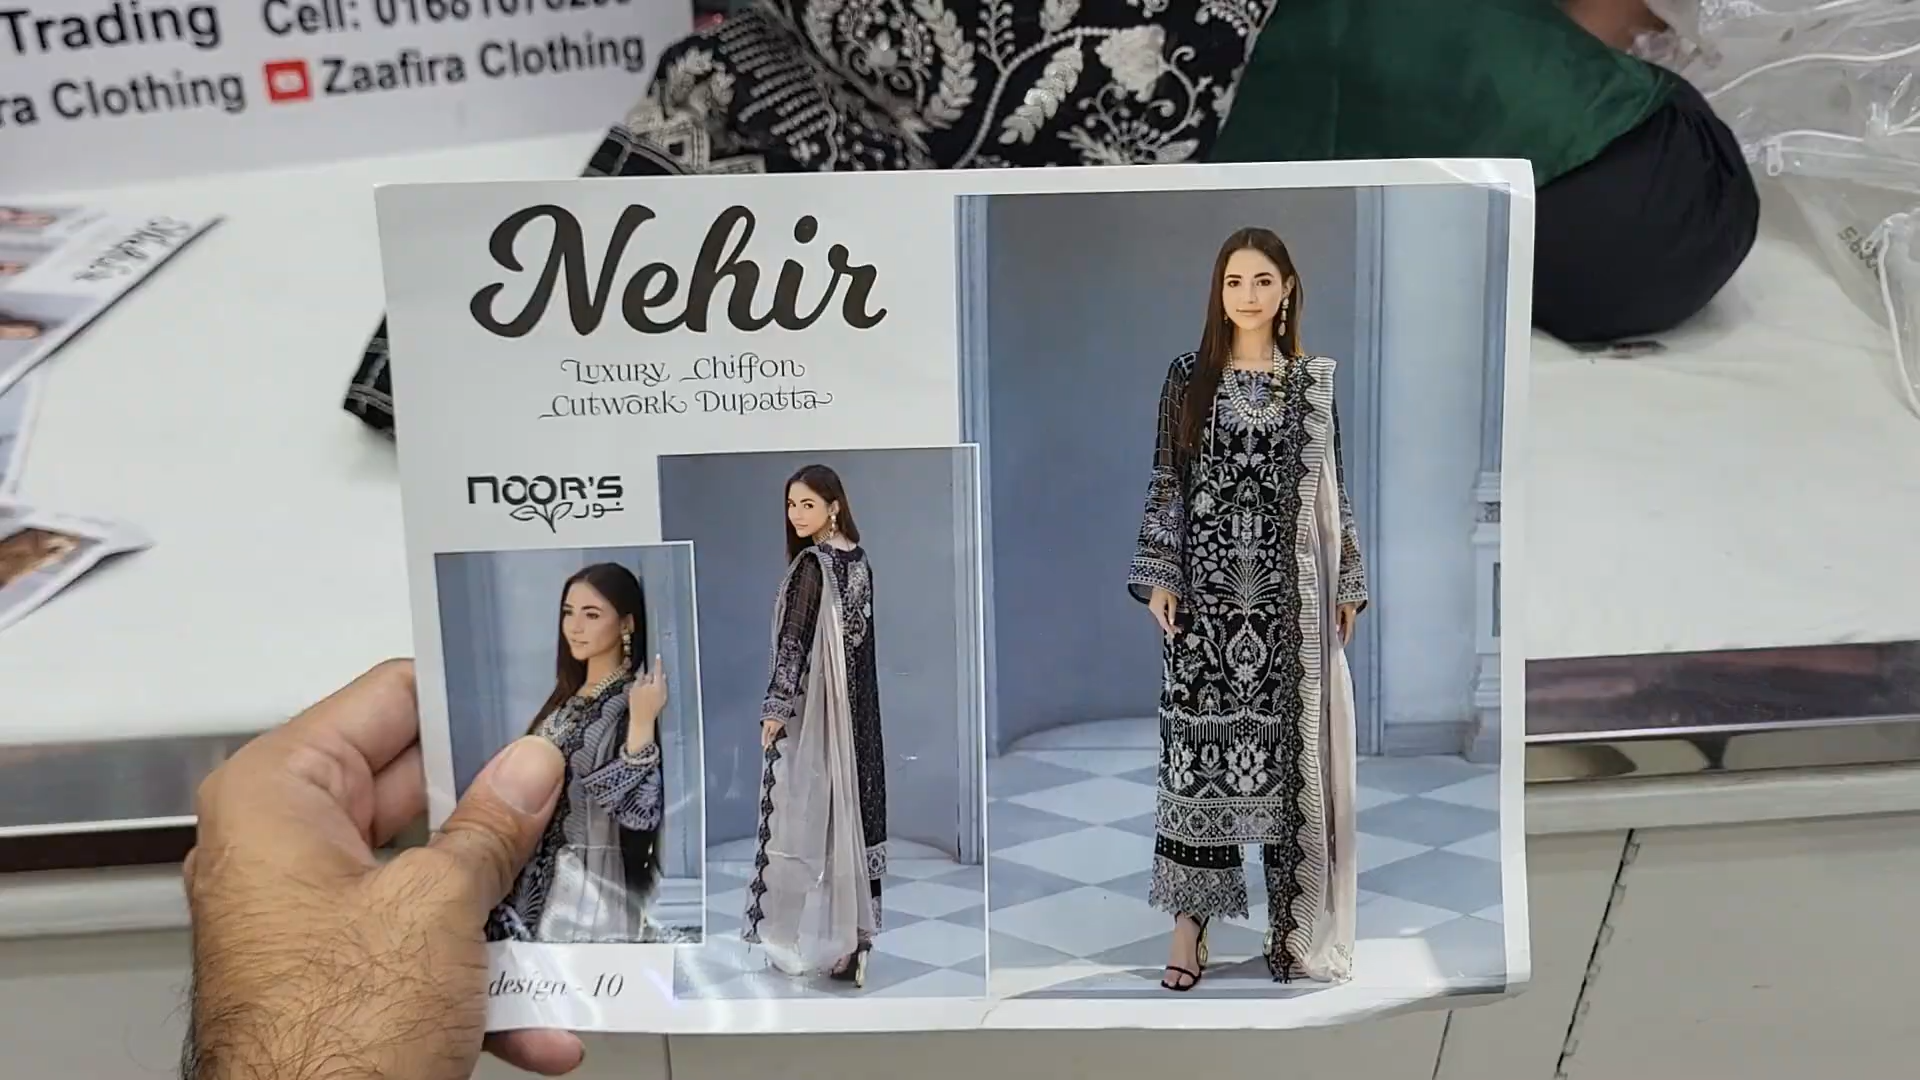 Trading Cell:
ra Clothing Zaafira Clothing
Nehir
Luxury Chiffon
Cutwork Dupatta
NOOR'S
نور
design - 10